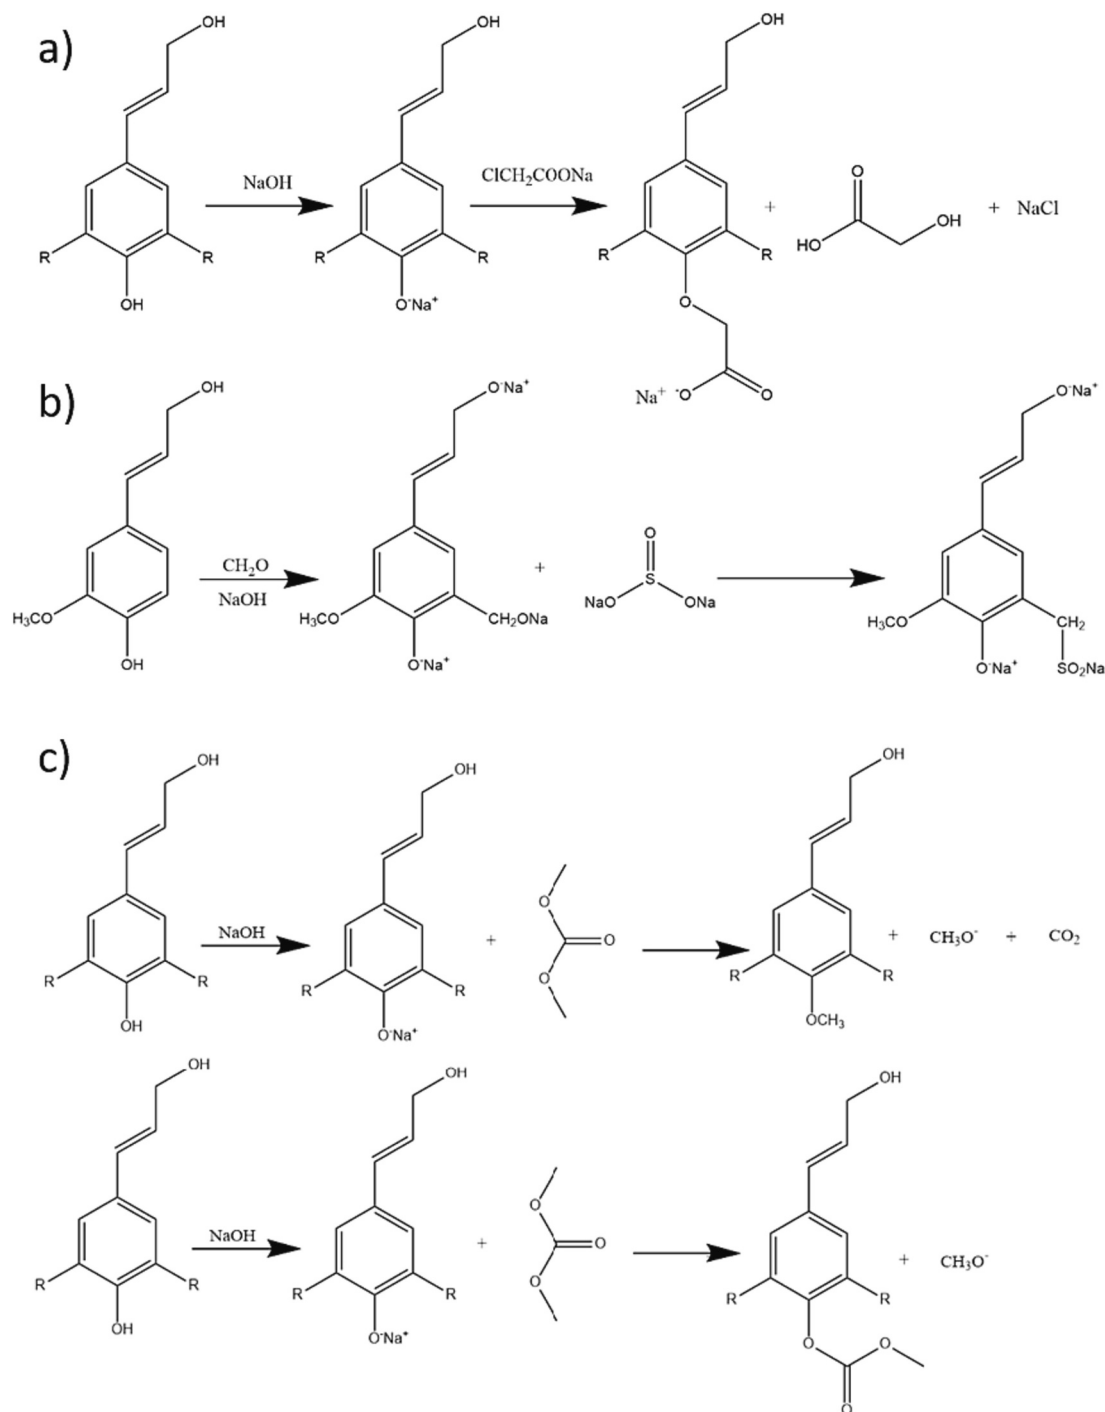 a)
OH
OH
OH
NaOH
ClCH₂COONa
O
OH
HO
+
+
NaCl
R
R
R
R
R
R
OH
O⁻Na⁺
O
Na⁺ ⁻O
O
b)
OH
O⁻Na⁺
O⁻Na⁺
CH₂O
NaOH
+
O
S
NaO
ONa
H₃CO
H₃CO
CH₂ONa
H₃CO
CH₂
OH
O⁻Na⁺
O⁻Na⁺
SO₂Na
c)
OH
OH
OH
NaOH
+
O
O
O
+
CH₃O⁻
+
CO₂
R
R
R
R
R
R
OH
O⁻Na⁺
OCH₃
OH
OH
OH
NaOH
+
O
O
O
+
CH₃O⁻
R
R
R
R
R
R
OH
O⁻Na⁺
O
O
O